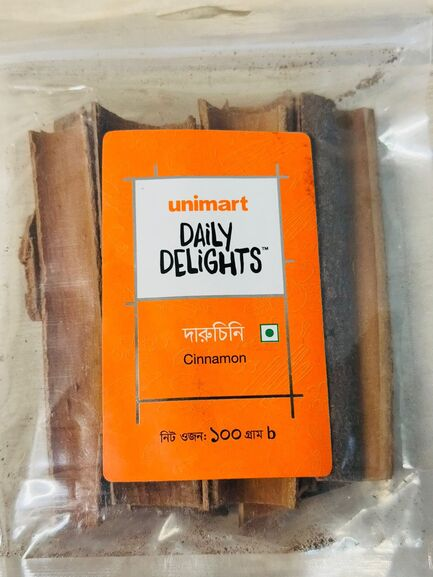 unimart
DAiLY
DELiGHTS™
দারুচিনি
Cinnamon
নিট ওজন: ১০০ গ্রাম b